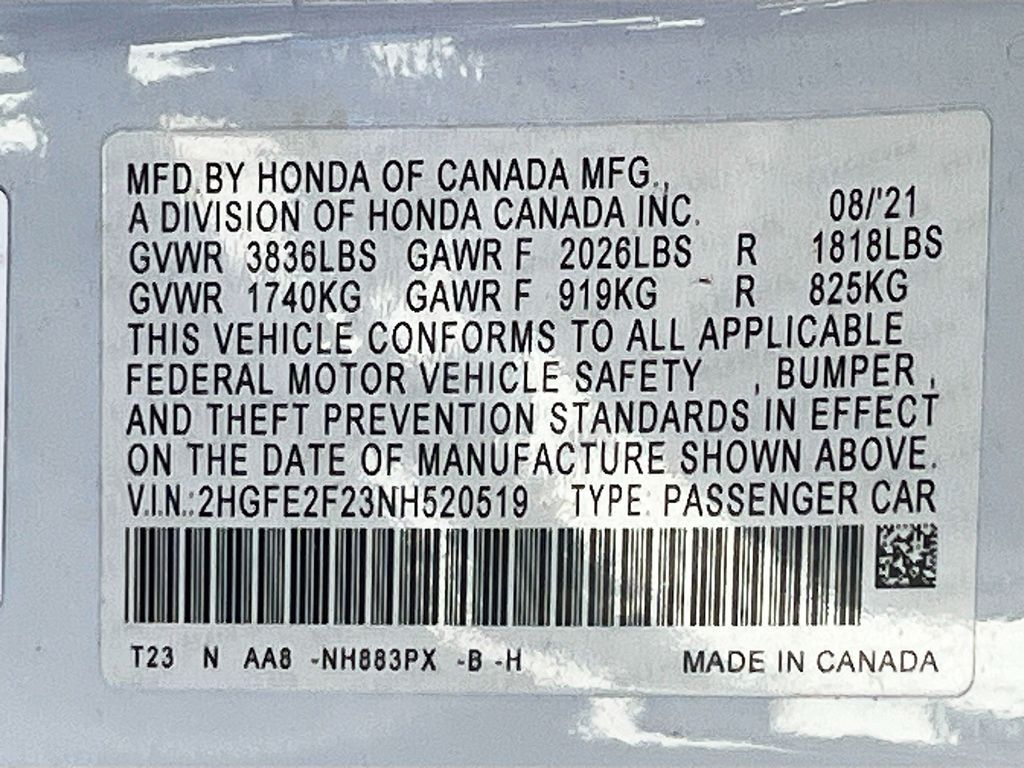 MFD.BY HONDA OF CANADA MFG.,
A DIVISION OF HONDA CANADA INC. 08/'21
GVWR 3836LBS GAWR F 2026LBS R 1818LBS
GVWR 1740KG GAWR F 919KG R 825KG
THIS VEHICLE CONFORMS TO ALL APPLICABLE
FEDERAL MOTOR VEHICLE SAFETY , BUMPER ,
AND THEFT PREVENTION STANDARDS IN EFFECT
ON THE DATE OF MANUFACTURE SHOWN ABOVE.
V.I.N.:2HGFE2F23NH520519 TYPE: PASSENGER CAR
T23 N AA8 -NH883PX -B -H MADE IN CANADA